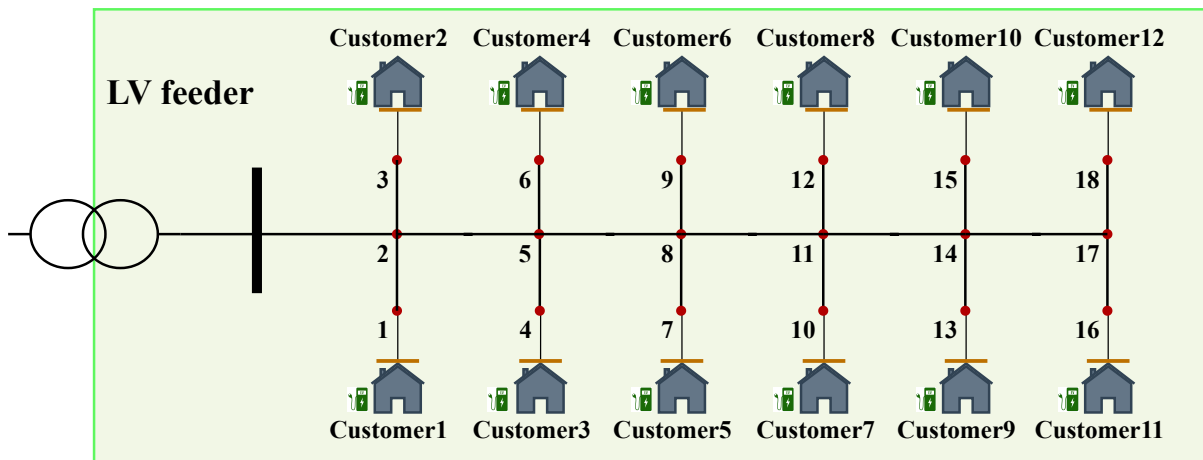 Customer2 Customer4 Customer6 Customer8 Customer10 Customer12
LV feeder
3 6 9 12 15 18
2 5 8 11 14 17
1 4 7 10 13 16
Customer1 Customer3 Customer5 Customer7 Customer9 Customer11